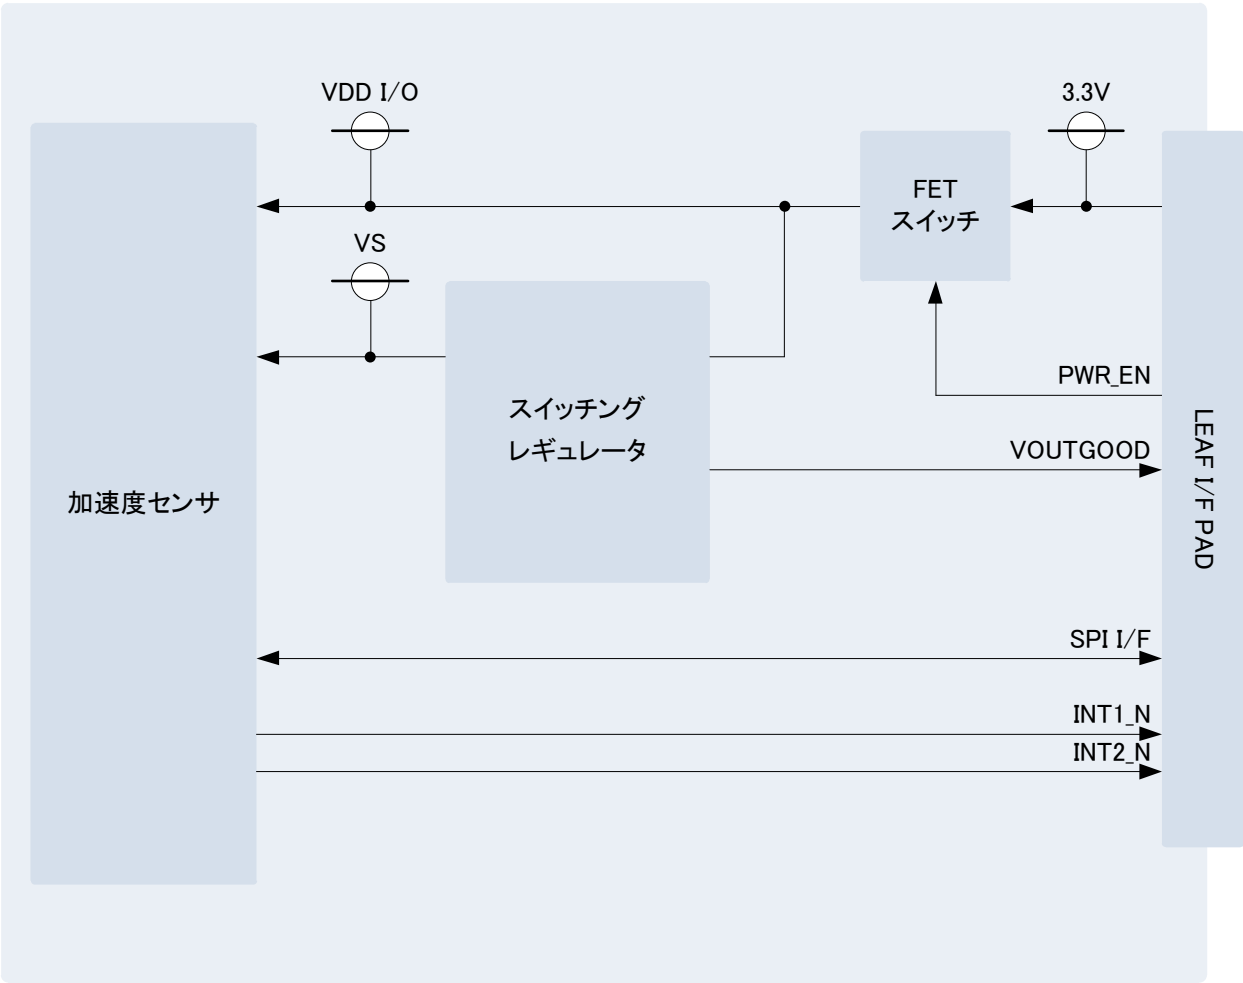 VDD I/O
3.3V
FET
スイッチ
VS
PWR_EN
スイッチング
レギュレータ
VOUTGOOD
LEAF I/F PAD
加速度センサ
SPI I/F
INT1_N
INT2_N